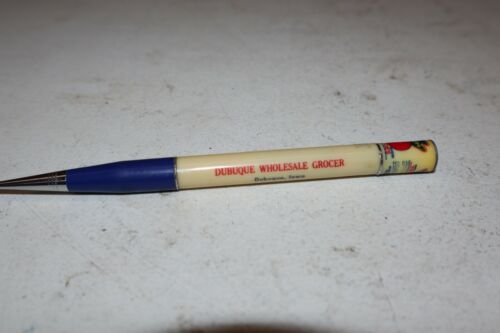 DUBUQUE WHOLESALE GROCER
Dubuque, Iowa